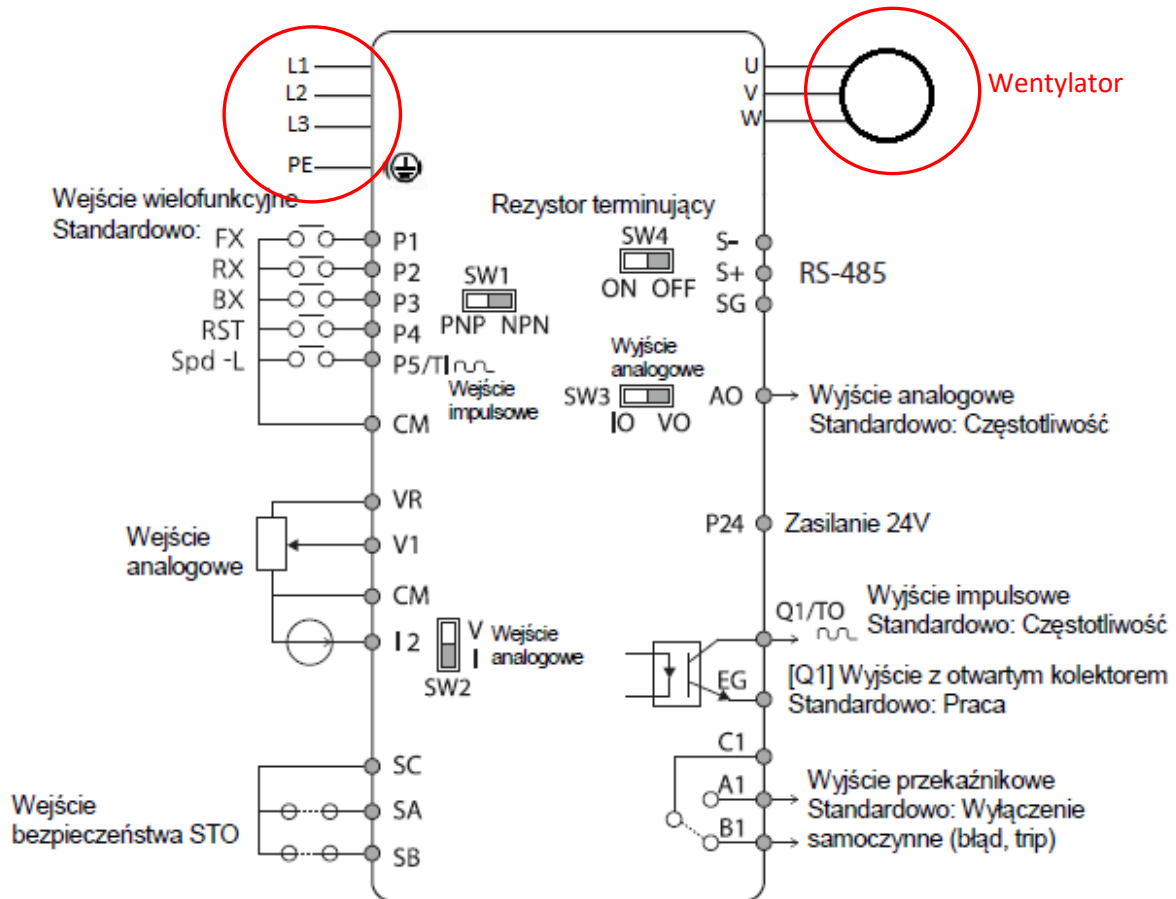 L1
L2
L3
PE
U
V
W
Wentylator
Wejście wielofunkcyjne
Standardowo:
FX
RX
BX
RST
Spd -L
P1
P2
P3
P4
P5/TI
CM
SW1
PNP NPN
Wejście
impulsowe
Rezystor terminujący
SW4
ON OFF
S-
S+
SG
RS-485
Wyjście
analogowe
SW3
IO VO
AO
Wyjście analogowe
Standardowo: Częstotliwość
Wejście
analogowe
VR
V1
CM
I2
V
I
SW2
Wejście
analogowe
P24
Zasilanie 24V
Q1/TO
Wyjście impulsowe
Standardowo: Częstotliwość
EG
[Q1] Wyjście z otwartym kolektorem
Standardowo: Praca
Wejście
bezpieczeństwa STO
SC
SA
SB
C1
A1
B1
Wyjście przekaźnikowe
Standardowo: Wyłączenie
samoczynne (błąd, trip)